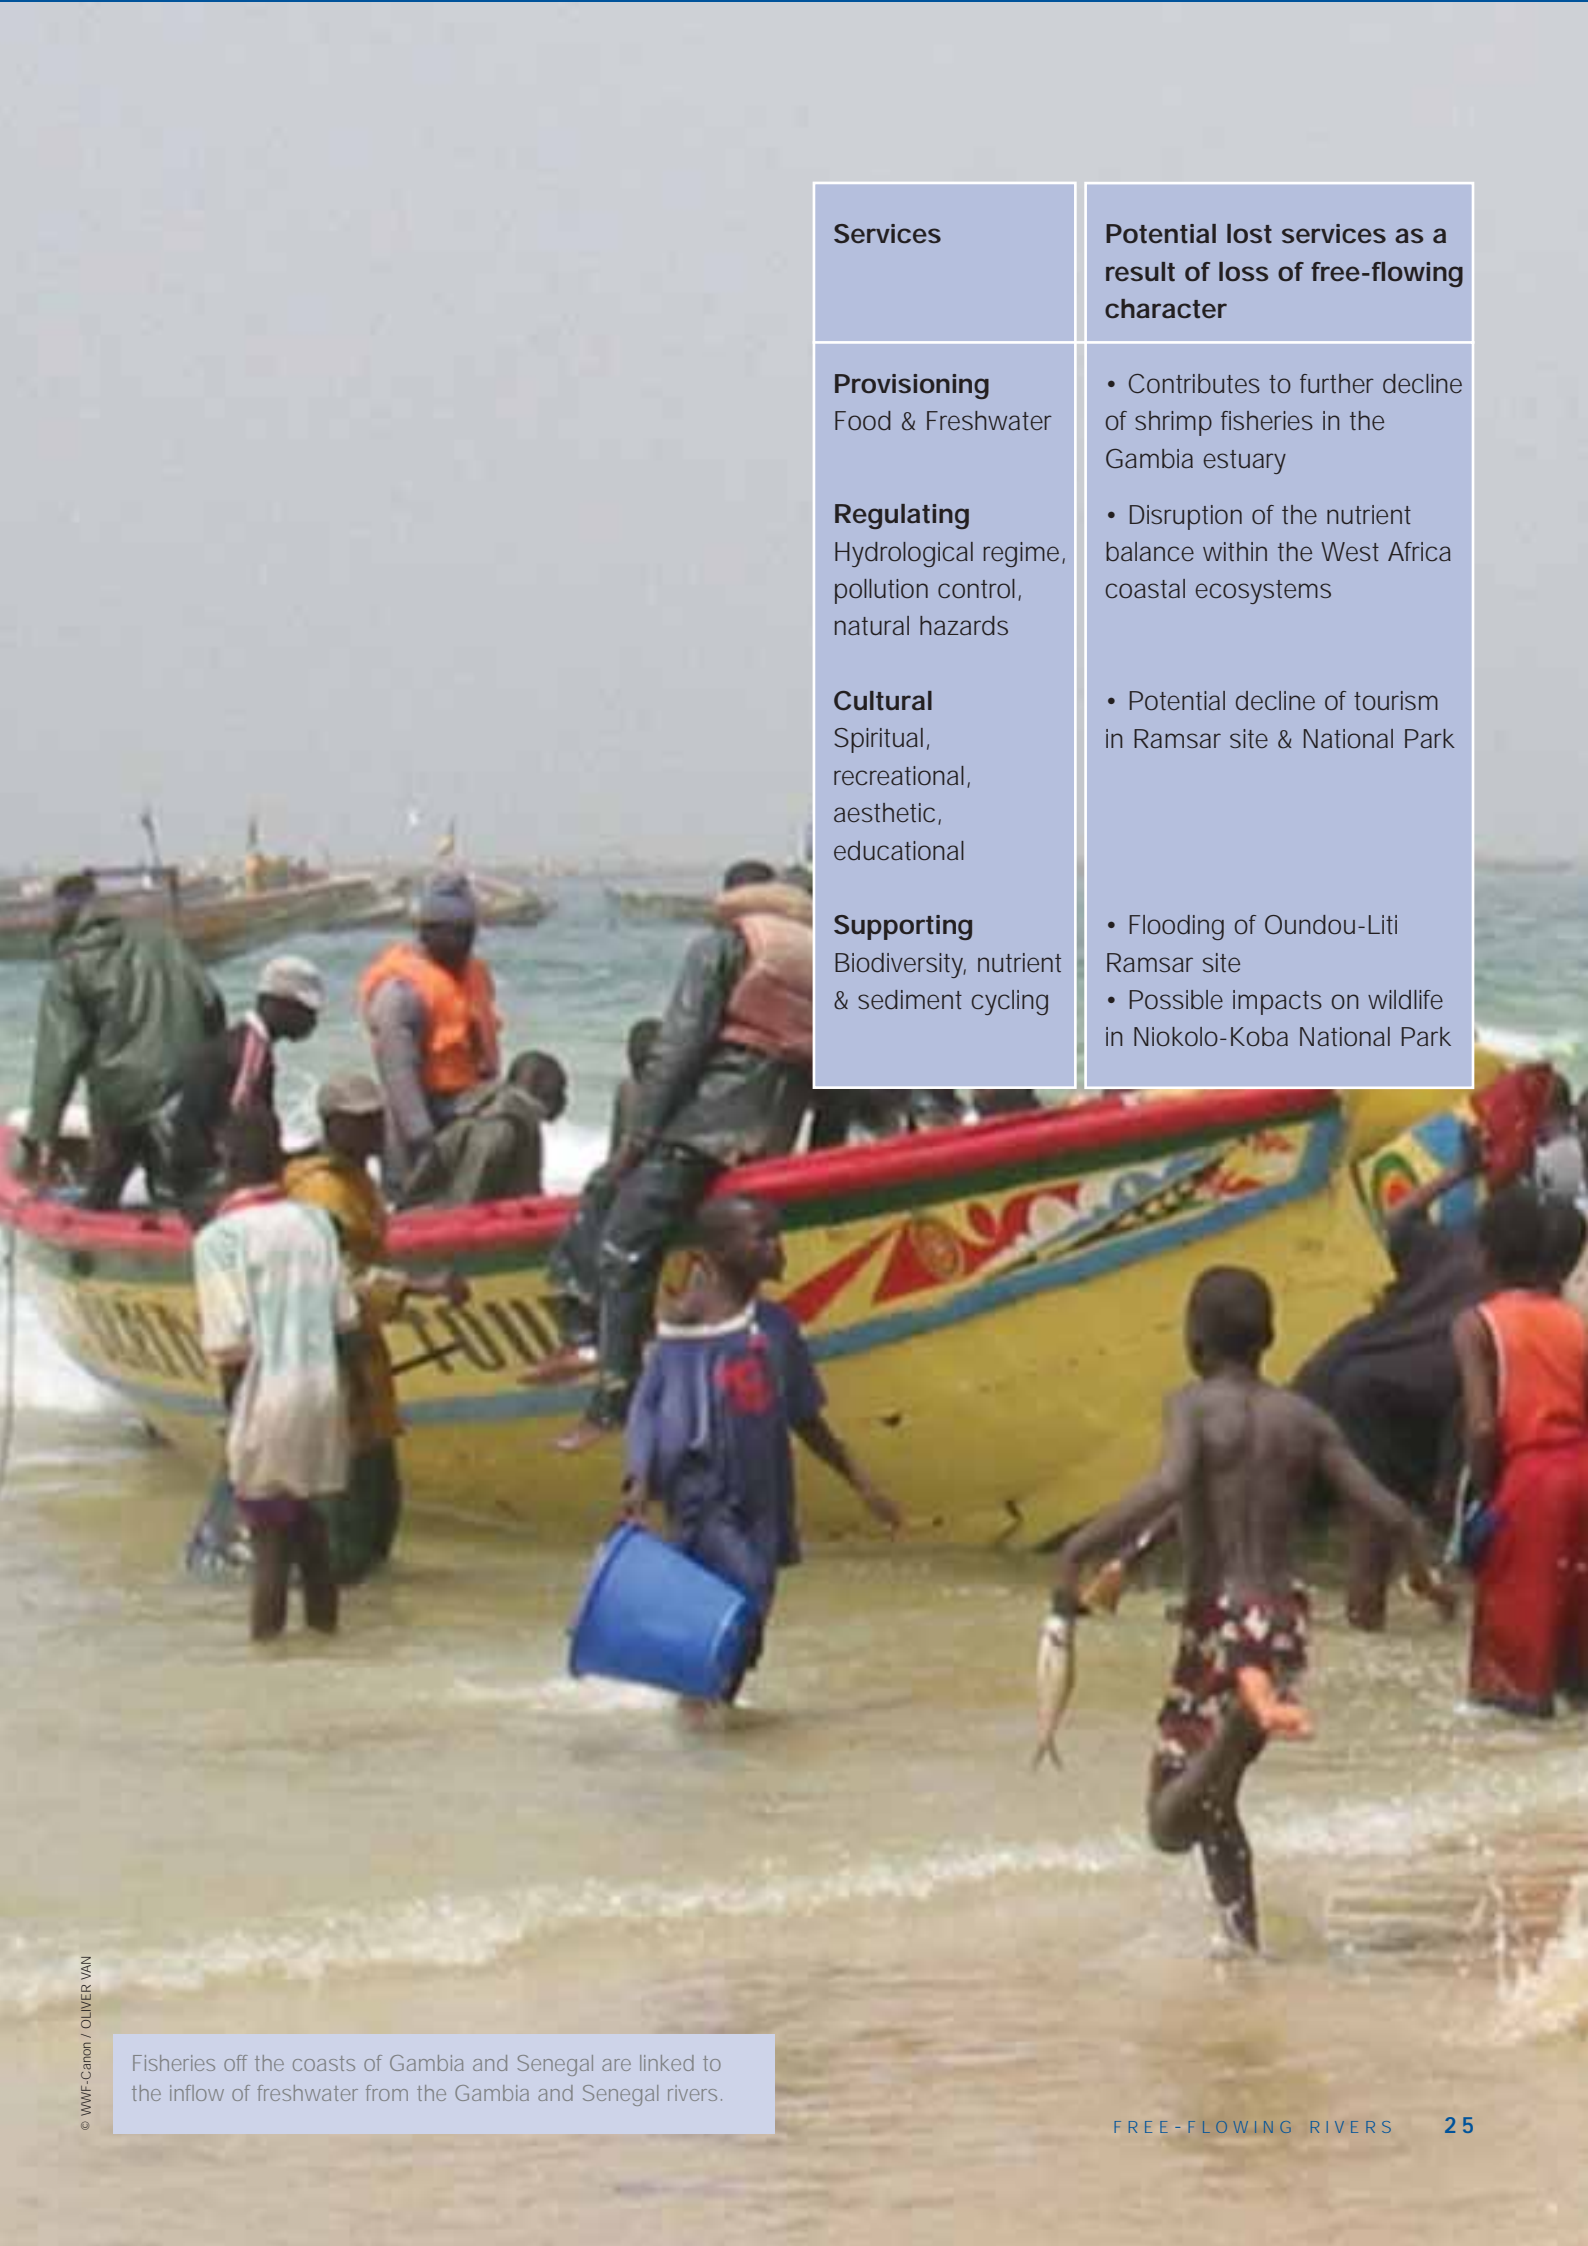 Services
Potential lost services as a
result of loss of free-flowing
character
Provisioning
Food & Freshwater
• Contributes to further decline
of shrimp fisheries in the
Gambia estuary
Regulating
Hydrological regime,
pollution control,
natural hazards
• Disruption of the nutrient
balance within the West Africa
coastal ecosystems
Cultural
Spiritual,
recreational,
aesthetic,
educational
• Potential decline of tourism
in Ramsar site & National Park
Supporting
Biodiversity, nutrient
& sediment cycling
• Flooding of Oundou-Liti
Ramsar site
• Possible impacts on wildlife
in Niokolo-Koba National Park
© WWF-Canon / OLIVER VAN
Fisheries off the coasts of Gambia and Senegal are linked to
the inflow of freshwater from the Gambia and Senegal rivers.
FREE-FLOWING RIVERS 25